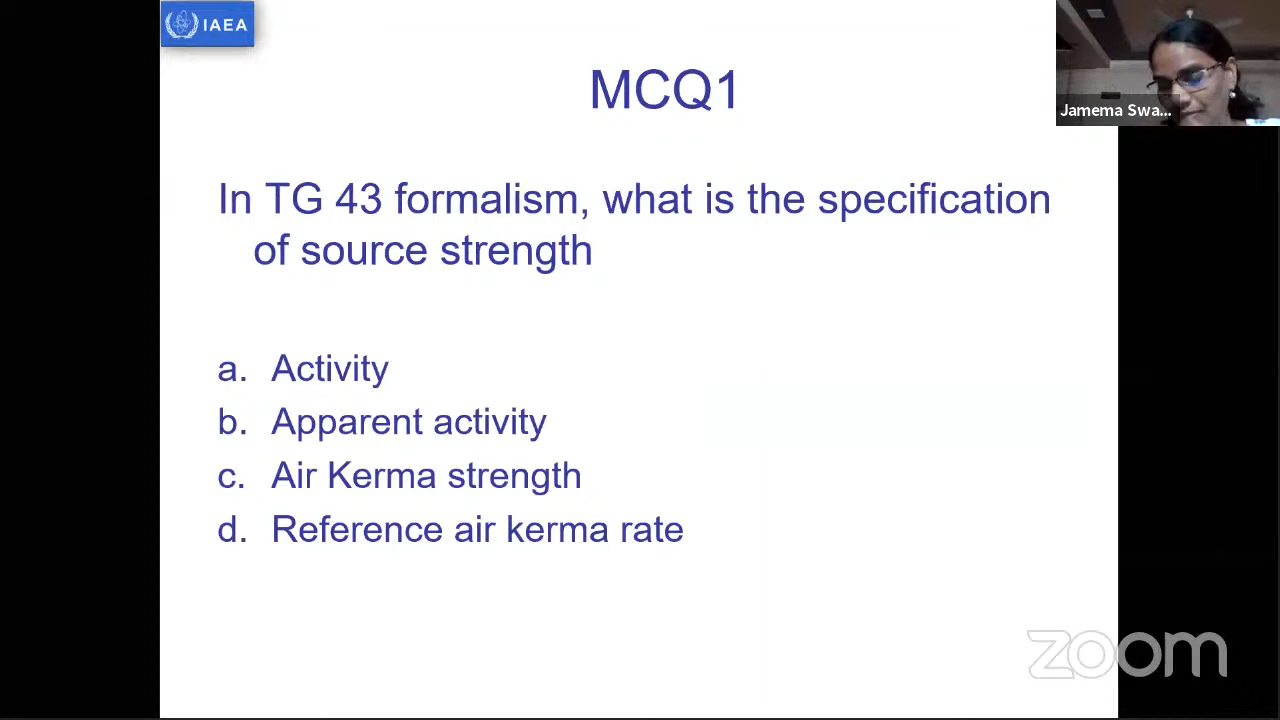 IAEA
MCQ1
Jamema Swa...
In TG 43 formalism, what is the specification
of source strength
a. Activity
b. Apparent activity
c. Air Kerma strength
d. Reference air kerma rate
zoom